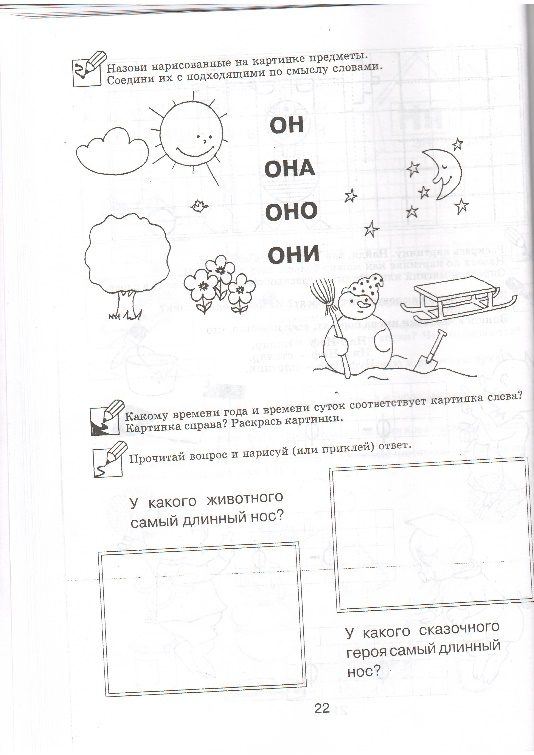 Назови нарисованные на картинке предметы.
Соедини их с подходящими по смыслу словами.
ОН
ОНА
ОНО
ОНИ
Какому времени года и времени суток соответствует картинка слева?
Картинка справа? Раскрась картинки.
Прочитай вопрос и нарисуй (или приклей) ответ.
У какого животного
самый длинный нос?
У какого сказочного
героя самый длинный
нос?
22